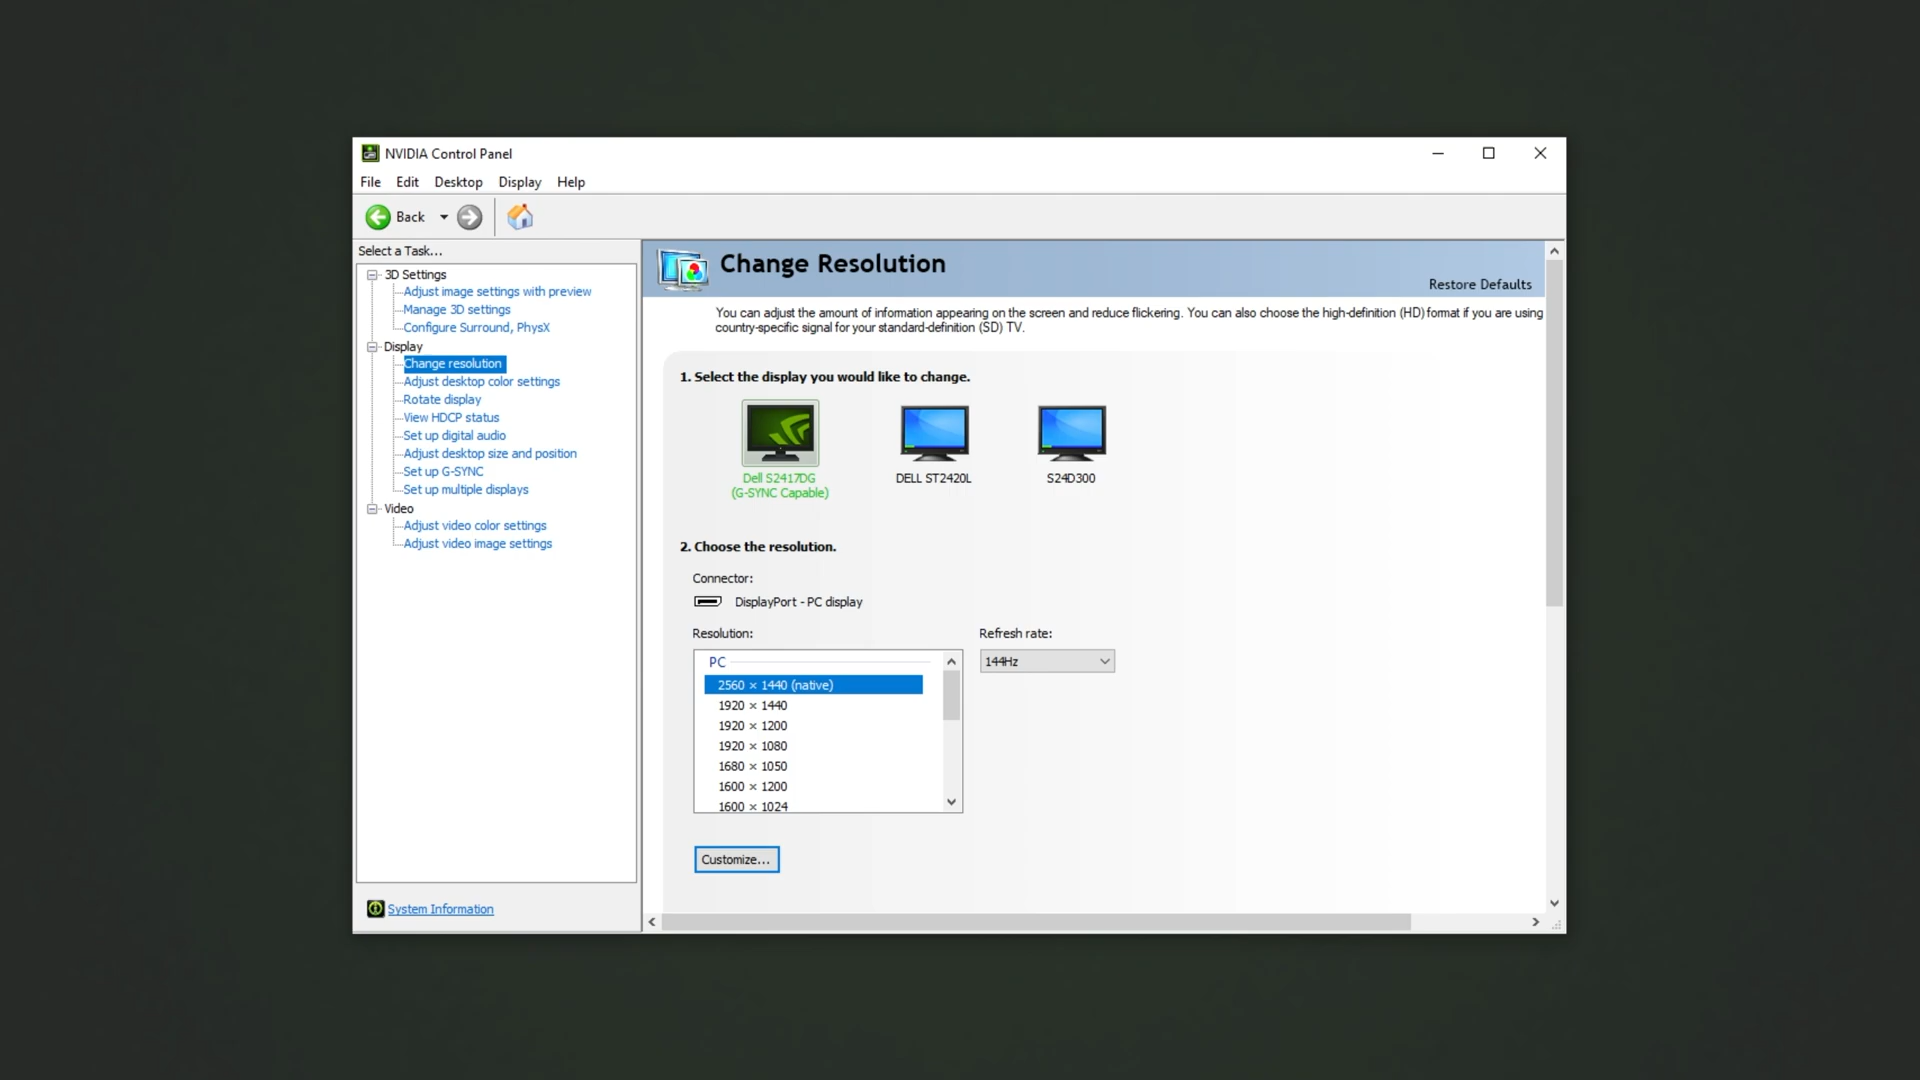 NVIDIA Control Panel
File Edit Desktop Display Help
Back
Select a Task...
3D Settings
Adjust image settings with preview
Manage 3D settings
Configure Surround, PhysX
Display
Change resolution
Adjust desktop color settings
Rotate display
View HDCP status
Set up digital audio
Adjust desktop size and position
Set up G-SYNC
Set up multiple displays
Video
Adjust video color settings
Adjust video image settings
System Information
Change Resolution
Restore Defaults
You can adjust the amount of information appearing on the screen and reduce flickering. You can also choose the high-definition (HD) format if you are using
country-specific signal for your standard-definition (SD) TV.
1. Select the display you would like to change.
Dell S2417DG
(G-SYNC Capable)
DELL ST2420L
S24D300
2. Choose the resolution.
Connector:
DisplayPort - PC display
Resolution:
Refresh rate:
PC
144Hz
2560 × 1440 (native)
1920 × 1440
1920 × 1200
1920 × 1080
1680 × 1050
1600 × 1200
1600 × 1024
Customize...